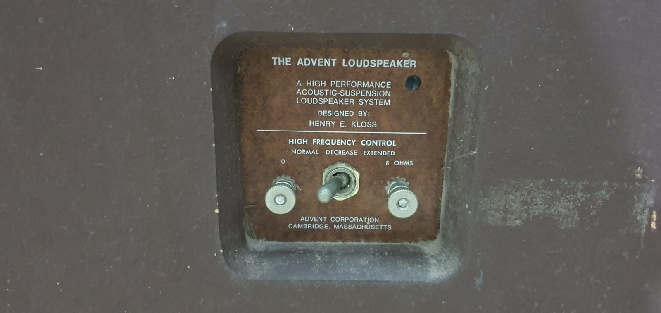 THE ADVENT LOUDSPEAKER
A HIGH PERFORMANCE
ACOUSTIC-SUSPENSION
LOUDSPEAKER SYSTEM
DESIGNED BY:
HENRY E. KLOSS
HIGH FREQUENCY CONTROL
NORMAL DECREASE EXTENDED
0 8 OHMS
ADVENT CORPORATION
CAMBRIDGE, MASSACHUSETTS